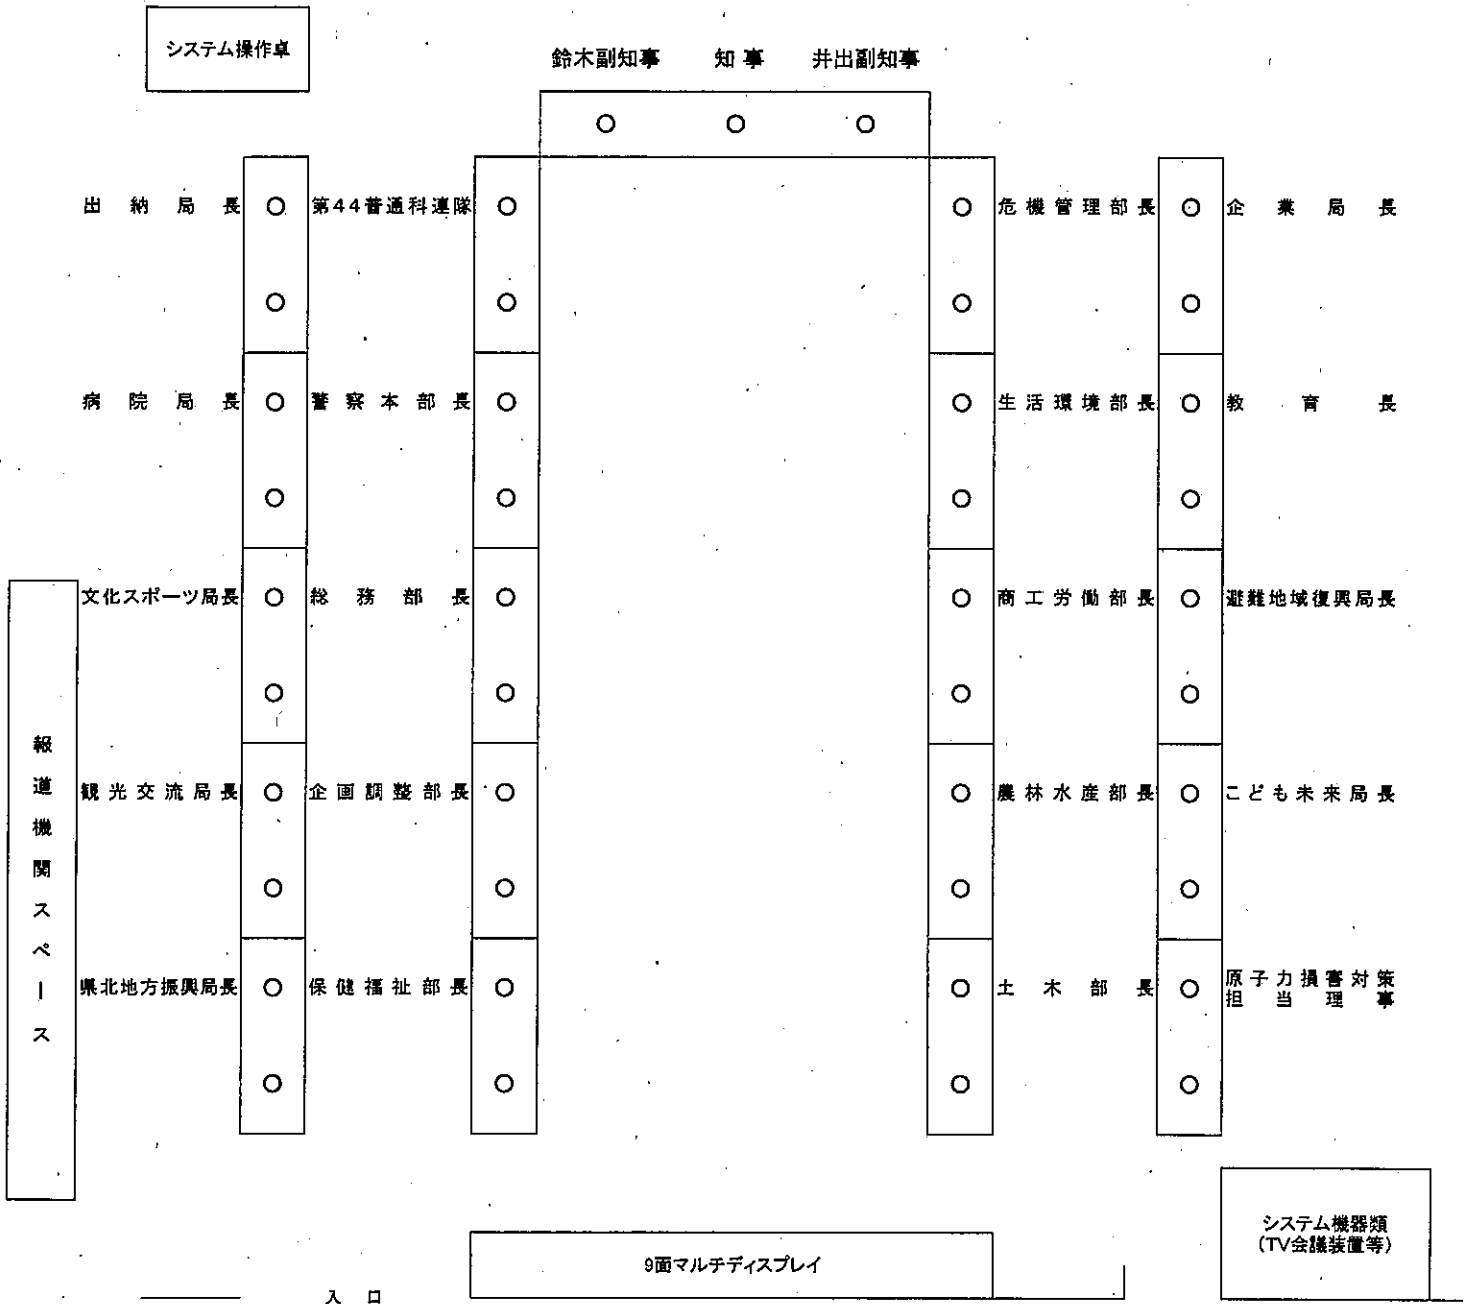 システム操作卓
鈴木副知事 知事 井出副知事
出納局長 第44普通科連隊 危機管理部長 企業局長
病院局長 警察本部長 生活環境部長 教育長
文化スポーツ局長 総務部長 商工労働部長 避難地域復興局長
観光交流局長 企画調整部長 農林水産部長 こども未来局長
県北地方振興局長 保健福祉部長 土木部長 原子力損害対策
担当理事
報道機関スペース
システム機器類
(TV会議装置等)
9面マルチディスプレイ
入口